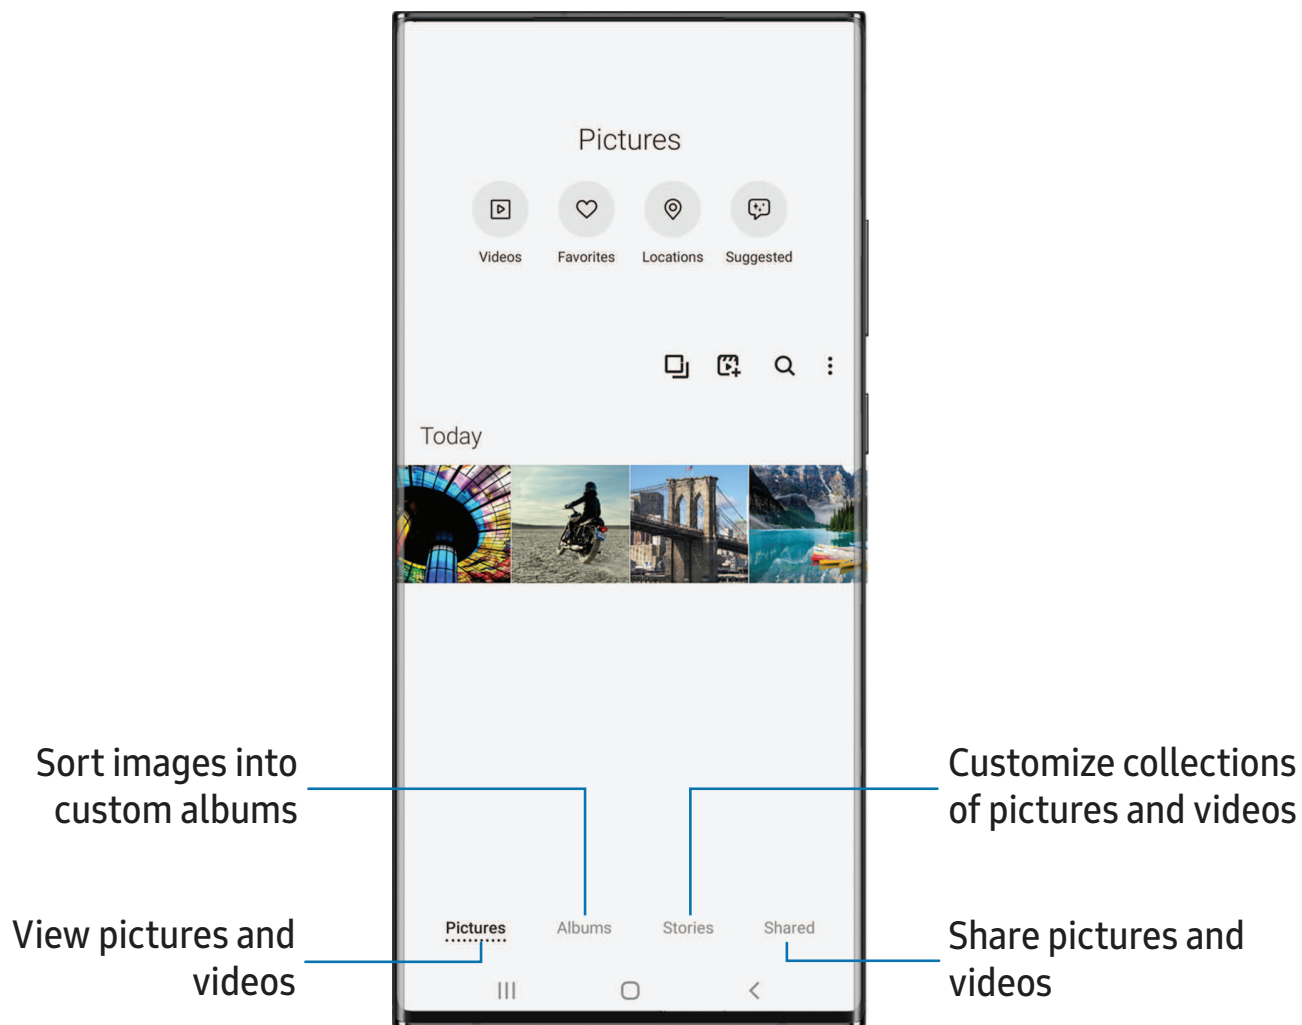 Pictures
Videos Favorites Locations Suggested
Today
Sort images into
custom albums
Customize collections
of pictures and videos
Pictures Albums Stories Shared
View pictures and
videos
Share pictures and
videos